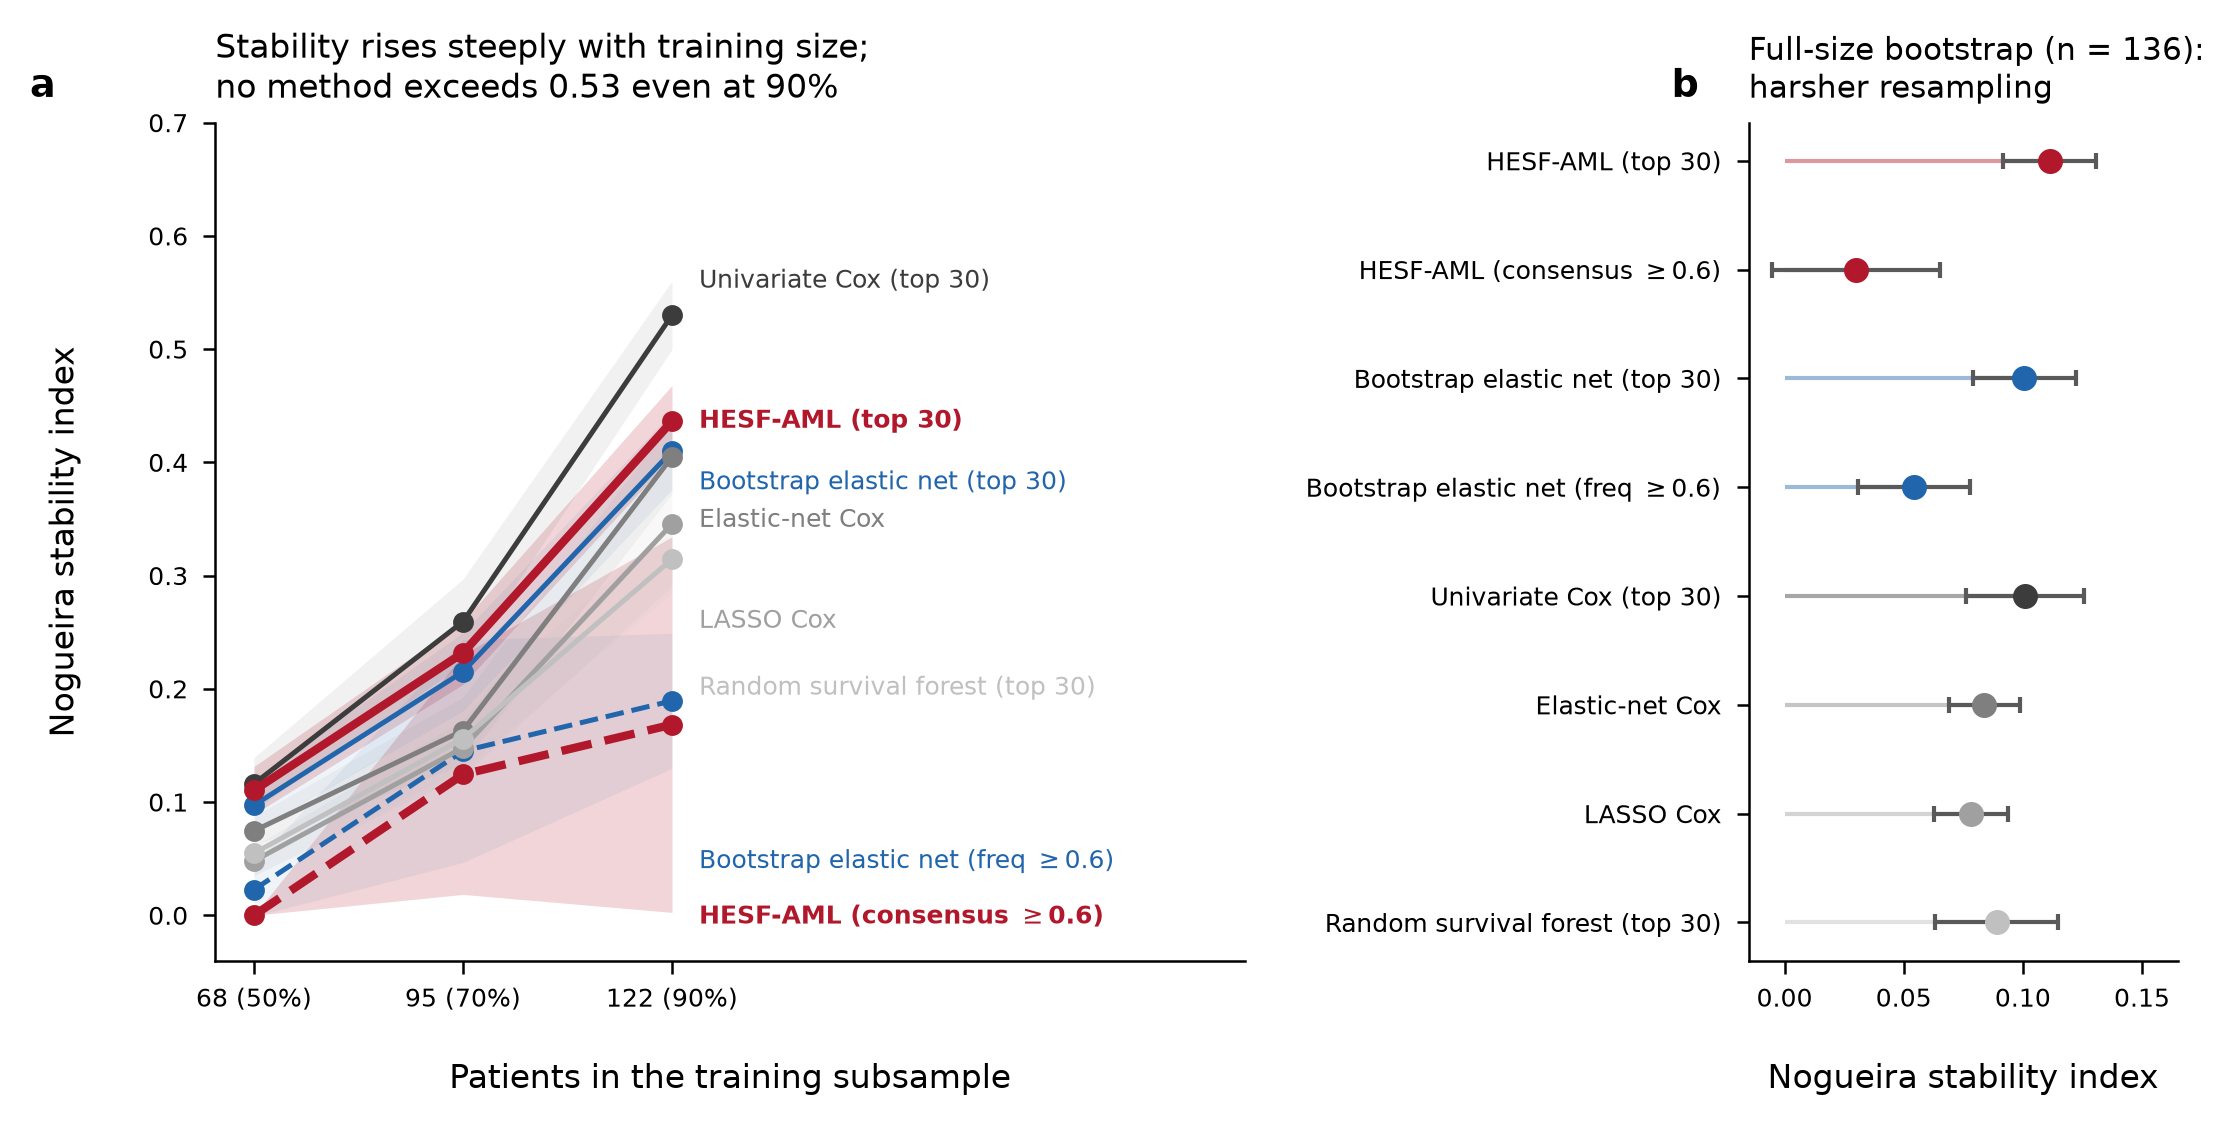 a
Stability rises steeply with training size;
no method exceeds 0.53 even at 90%
Nogueira stability index
0.7
0.6
0.5
0.4
0.3
0.2
0.1
0.0
Univariate Cox (top 30)
HESF-AML (top 30)
Bootstrap elastic net (top 30)
Elastic-net Cox
LASSO Cox
Random survival forest (top 30)
Bootstrap elastic net (freq ≥0.6)
HESF-AML (consensus ≥0.6)
68 (50%)
95 (70%)
122 (90%)
Patients in the training subsample
b
Full-size bootstrap (n = 136):
harsher resampling
HESF-AML (top 30)
HESF-AML (consensus ≥0.6)
Bootstrap elastic net (top 30)
Bootstrap elastic net (freq ≥0.6)
Univariate Cox (top 30)
Elastic-net Cox
LASSO Cox
Random survival forest (top 30)
0.00
0.05
0.10
0.15
Nogueira stability index